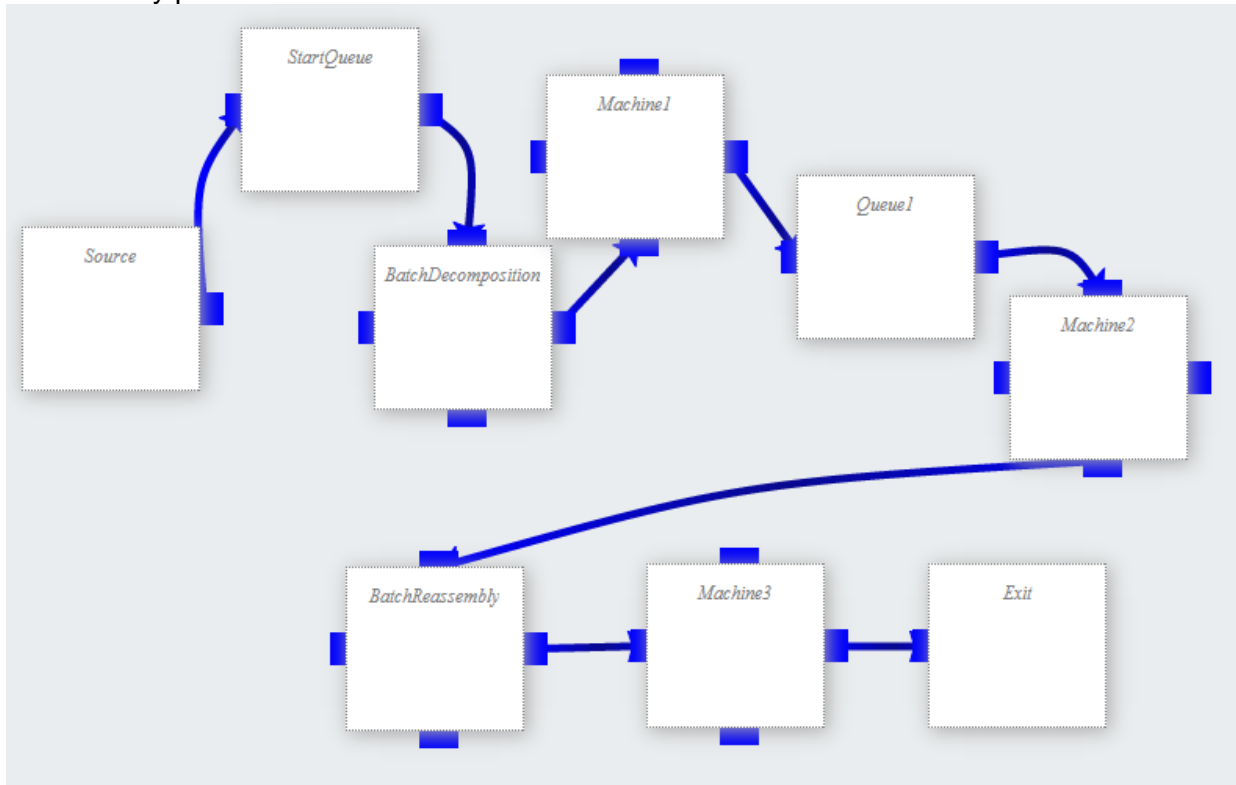 StartQueue
Machine1
Queue1
Source
BatchDecomposition
Machine2
BatchReassembly
Machine3
Exit